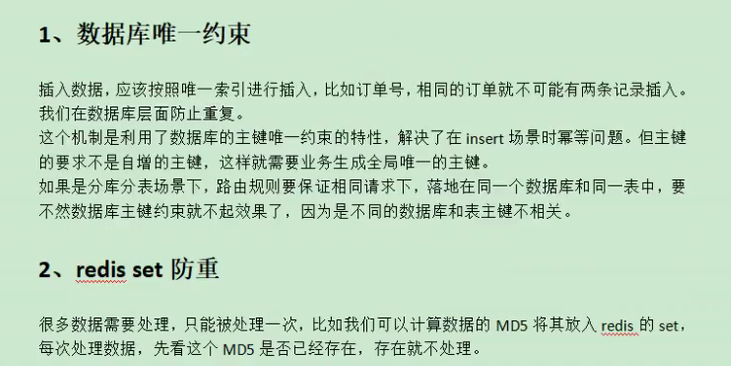 1、数据库唯一约束
插入数据，应该按照唯一索引进行插入，比如订单号，相同的订单就不可能有两条记录插入。
我们在数据库层面防止重复。
这个机制是利用了数据库的主键唯一约束的特性，解决了在 insert 场景时幂等问题。但主键
的要求不是自增的主键，这样就需要业务生成全局唯一的主键。
如果是分库分表场景下，路由规则要保证相同请求下，落地在同一个数据库和同一表中，要
不然数据库主键约束就不起效果了，因为是不同的数据库和表主键不相关。
2、redis set 防重
很多数据需要处理，只能被处理一次，比如我们可以计算数据的 MD5 将其放入 redis 的 set，
每次处理数据，先看这个 MD5 是否已经存在，存在就不处理。